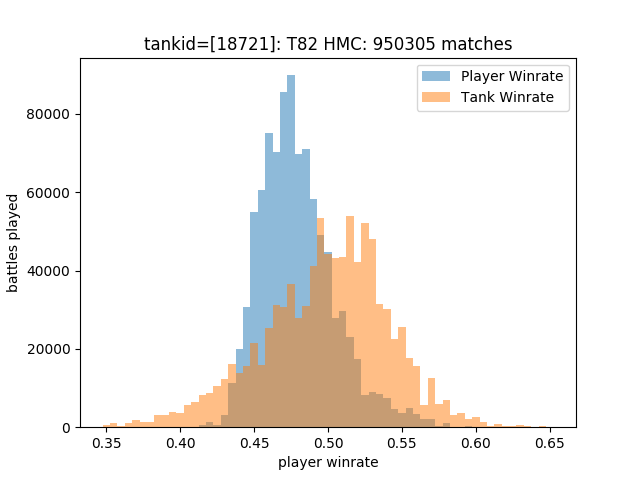 tankid=[18721]: T82 HMC: 950305 matches
Player Winrate
Tank Winrate
battles played
80000
60000
40000
20000
0
0.35 0.40 0.45 0.50 0.55 0.60 0.65
player winrate